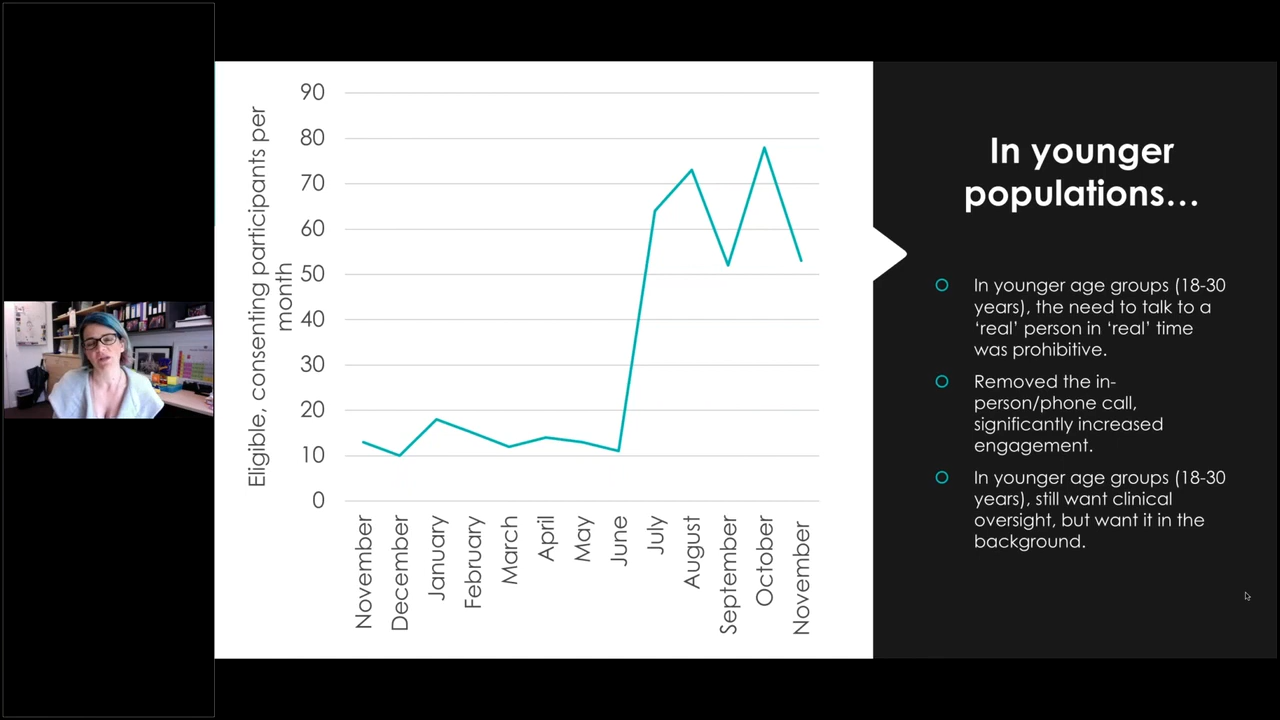 90
80
70
60
50
40
30
20
10
0
Eligible, consenting participants per
month
November
December
January
February
March
April
May
June
July
August
September
October
November
In younger
populations...
In younger age groups (18-30
years), the need to talk to a
‘real’ person in ‘real’ time
was prohibitive.
Removed the in-
person/phone call,
significantly increased
engagement.
In younger age groups (18-30
years), still want clinical
oversight, but want it in the
background.